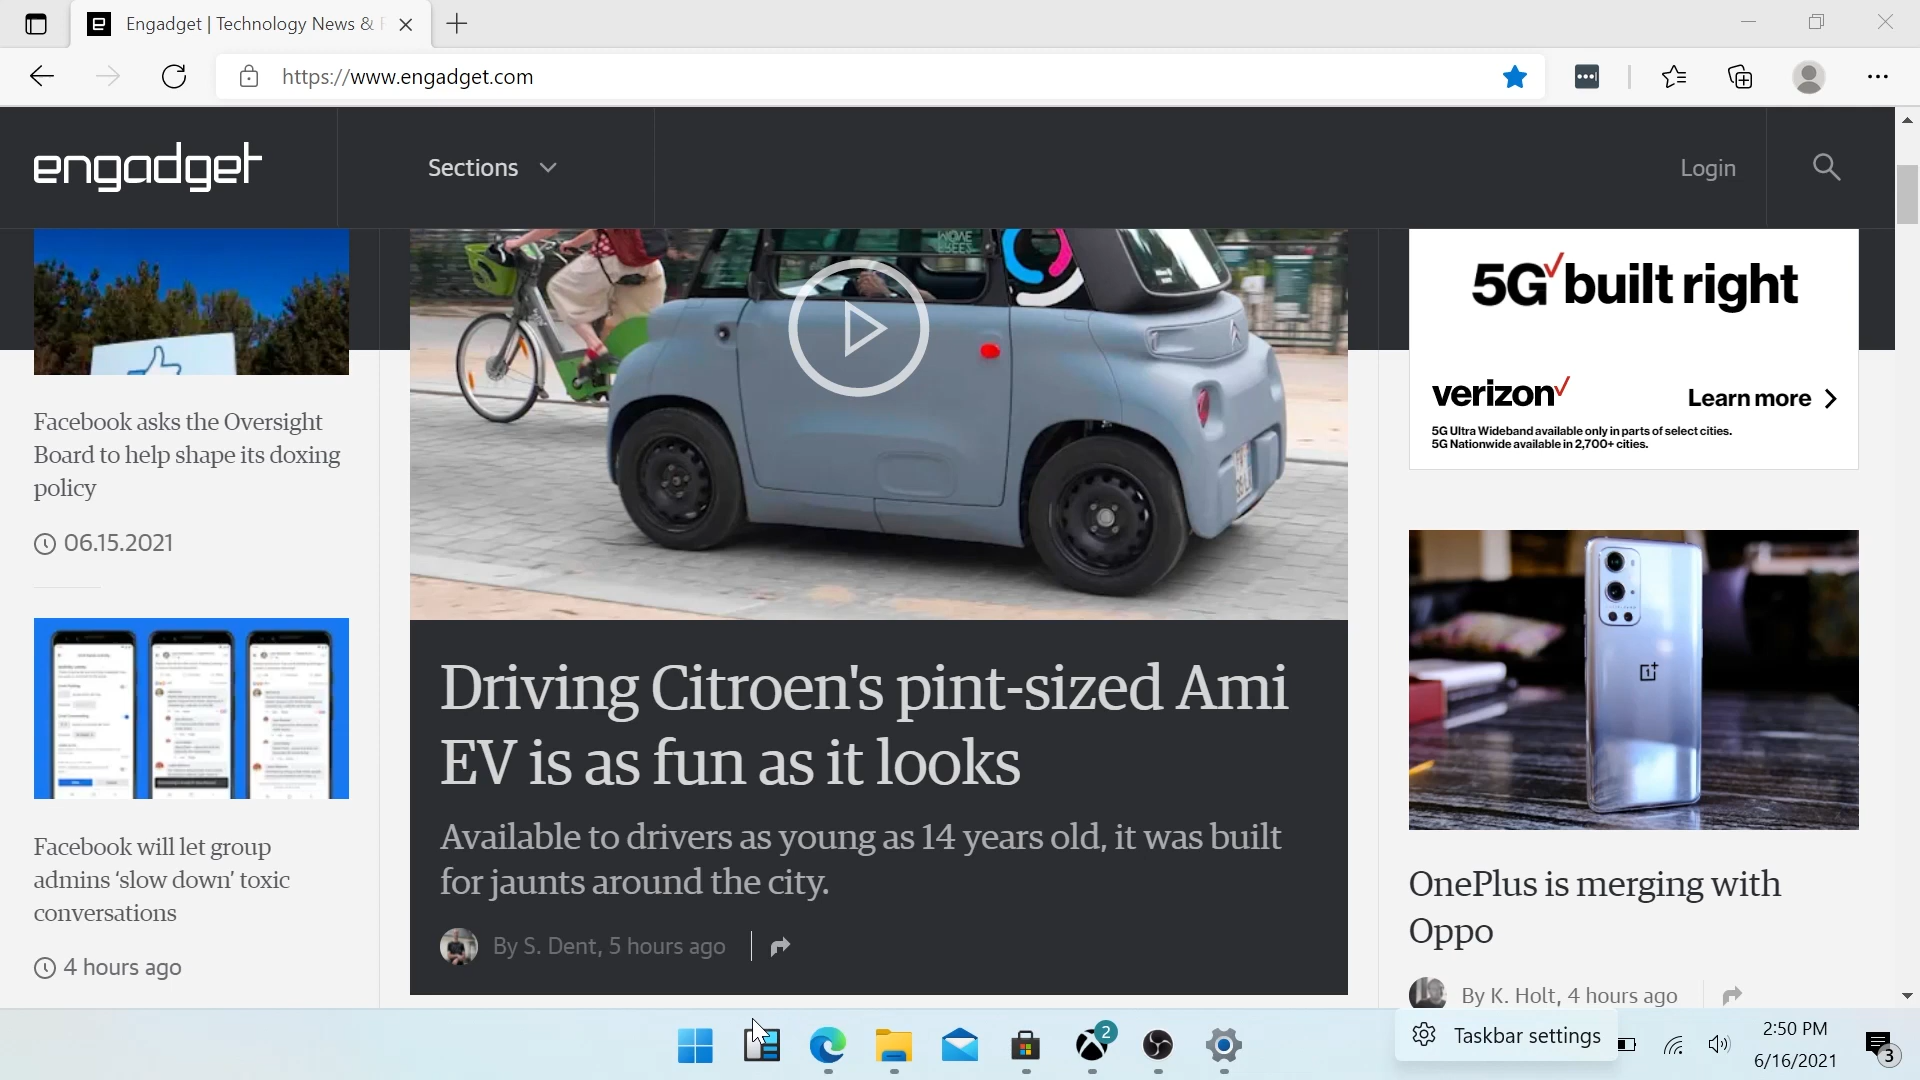 Engadget | Technology News &
https://www.engadget.com
engadget
Sections
Login
Facebook asks the Oversight
Board to help shape its doxing
policy
06.15.2021
Facebook will let group
admins ‘slow down’ toxic
conversations
4 hours ago
Driving Citroen's pint-sized Ami
EV is as fun as it looks
Available to drivers as young as 14 years old, it was built
for jaunts around the city.
By S. Dent, 5 hours ago
5G built right
verizon
Learn more
5G Ultra Wideband available only in parts of select cities.
5G Nationwide available in 2,700+ cities.
OnePlus is merging with
Oppo
By K. Holt, 4 hours ago
2
Taskbar settings
2:50 PM
6/16/2021
3